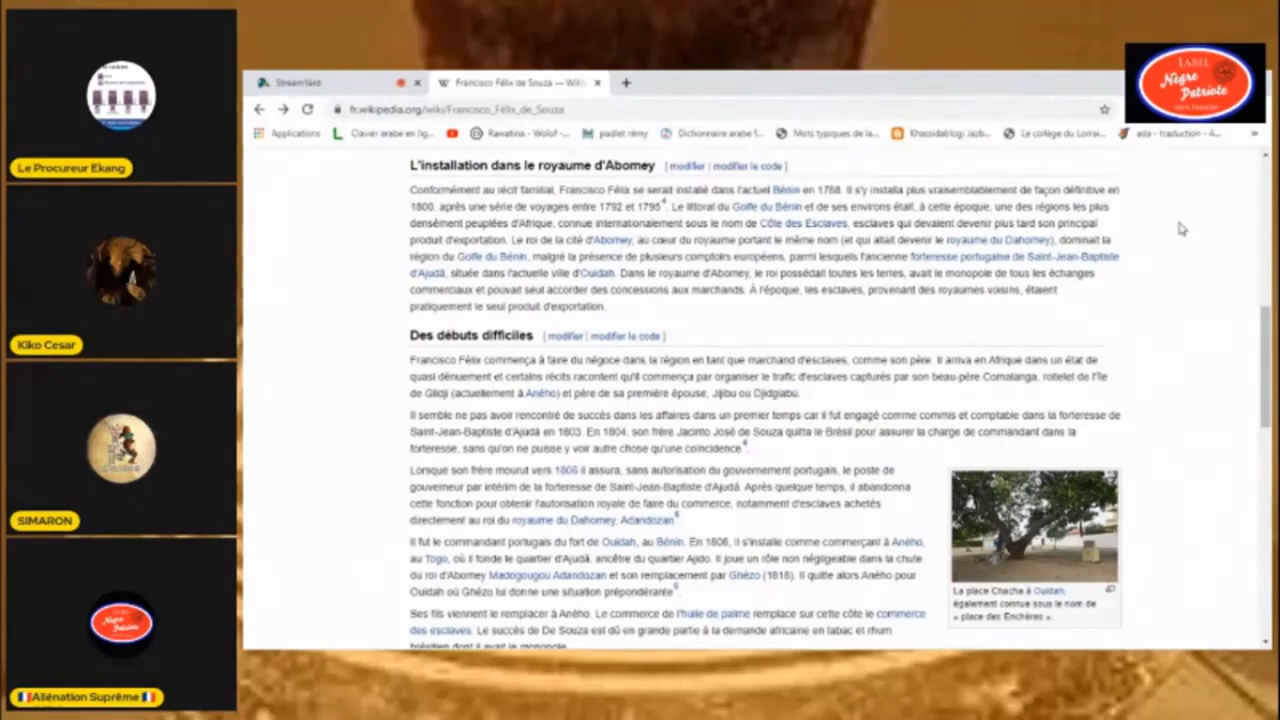 Le Procureur Ekang
Kiko Cesar
SIMARON
Aliénation Suprême
LABEL
Nègre
Patriote
StreamYard
Francisco Félix de Souza — Wiki
fr.wikipedia.org/wiki/Francisco_Félix_de_Souza
Applications
Clavier arabe en lig...
Ramatina - Wolof -...
padlet rémy
Dictionnaire arabe f...
Mots typiques de la...
Khassidablog: Jazb...
Le collège du Lorrai...
ada - traduction - A...
L'installation dans le royaume d'Abomey [ modifier | modifier le code ]
Conformément au récit familial, Francisco Félix se serait installé dans l'actuel Bénin en 1788. Il s'y installa plus vraisemblablement de façon définitive en
1800, après une série de voyages entre 1792 et 1795⁴. Le littoral du Golfe du Bénin et de ses environs était, à cette époque, une des régions les plus
densément peuplées d'Afrique, connue internationalement sous le nom de Côte des Esclaves, esclaves qui devaient devenir plus tard son principal
produit d'exportation. Le roi de la cité d'Abomey, au cœur du royaume portant le même nom (et qui allait devenir le royaume du Dahomey), dominait la
région du Golfe du Bénin, malgré la présence de plusieurs comptoirs européens, parmi lesquels l'ancienne forteresse portugaise de Saint-Jean-Baptiste
d'Ajudá, située dans l'actuelle ville d'Ouidah. Dans le royaume d'Abomey, le roi possédait toutes les terres, avait le monopole de tous les échanges
commerciaux et pouvait seul accorder des concessions aux marchands. À l'époque, les esclaves, provenant des royaumes voisins, étaient
pratiquement le seul produit d'exportation.
Des débuts difficiles [ modifier | modifier le code ]
Francisco Félix commença à faire du négoce dans la région en tant que marchand d'esclaves, comme son père. Il arriva en Afrique dans un état de
quasi dénuement et certains récits racontent qu'il commença par organiser le trafic d'esclaves capturés par son beau-père Comalanga, roitelet de l'île
de Glidji (actuellement à Aného) et père de sa première épouse, Jijibu ou Djidgiabu.
Il semble ne pas avoir rencontré de succès dans les affaires dans un premier temps car il fut engagé comme commis et comptable dans la forteresse de
Saint-Jean-Baptiste d'Ajudá en 1803. En 1804, son frère Jacinto José de Souza quitta le Brésil pour assurer la charge de commandant dans la
forteresse, sans qu'on ne puisse y voir autre chose qu'une coïncidence⁴.
Lorsque son frère mourut vers 1806 il assura, sans autorisation du gouvernement portugais, le poste de
gouverneur par intérim de la forteresse de Saint-Jean-Baptiste d'Ajudá. Après quelque temps, il abandonna
cette fonction pour obtenir l'autorisation royale de faire du commerce, notamment d'esclaves achetés
directement au roi du royaume du Dahomey, Adandozan⁵
Il fut le commandant portugais du fort de Ouidah, au Bénin. En 1808, il s'installe comme commerçant à Aného,
au Togo, où il fonde le quartier d'Ajudà, ancêtre du quartier Ajido. Il joue un rôle non négligeable dans la chute
du roi d'Abomey Madogougou Adandozan et son remplacement par Ghézo (1818). Il quitte alors Aného pour
Ouidah où Ghézo lui donne une situation prépondérante⁶.
Ses fils viennent le remplacer à Aného. Le commerce de l'huile de palme remplace sur cette côte le commerce
des esclaves. Le succès de De Souza est dû en grande partie à la demande africaine en tabac et rhum
brésilien dont il avait le monopole.
La place Chacha à Ouidah,
également connue sous le nom de
« place des Enchères ».